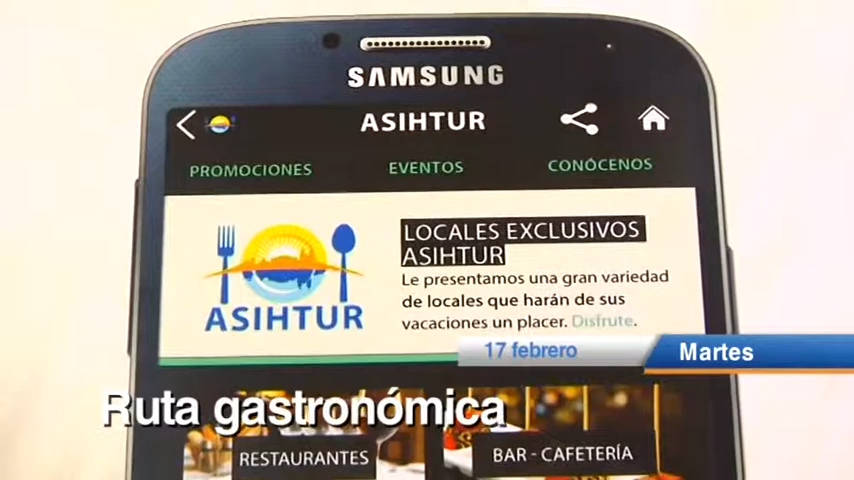 SAMSUNG
ASIHTUR
PROMOCIONES EVENTOS CONÓCENOS
LOCALES EXCLUSIVOS
ASIHTUR
Le presentamos una gran variedad
de locales que harán de sus
vacaciones un placer. Disfrute.
ASIHTUR
17 febrero Martes
Ruta gastronómica
RESTAURANTES BAR - CAFETERÍA